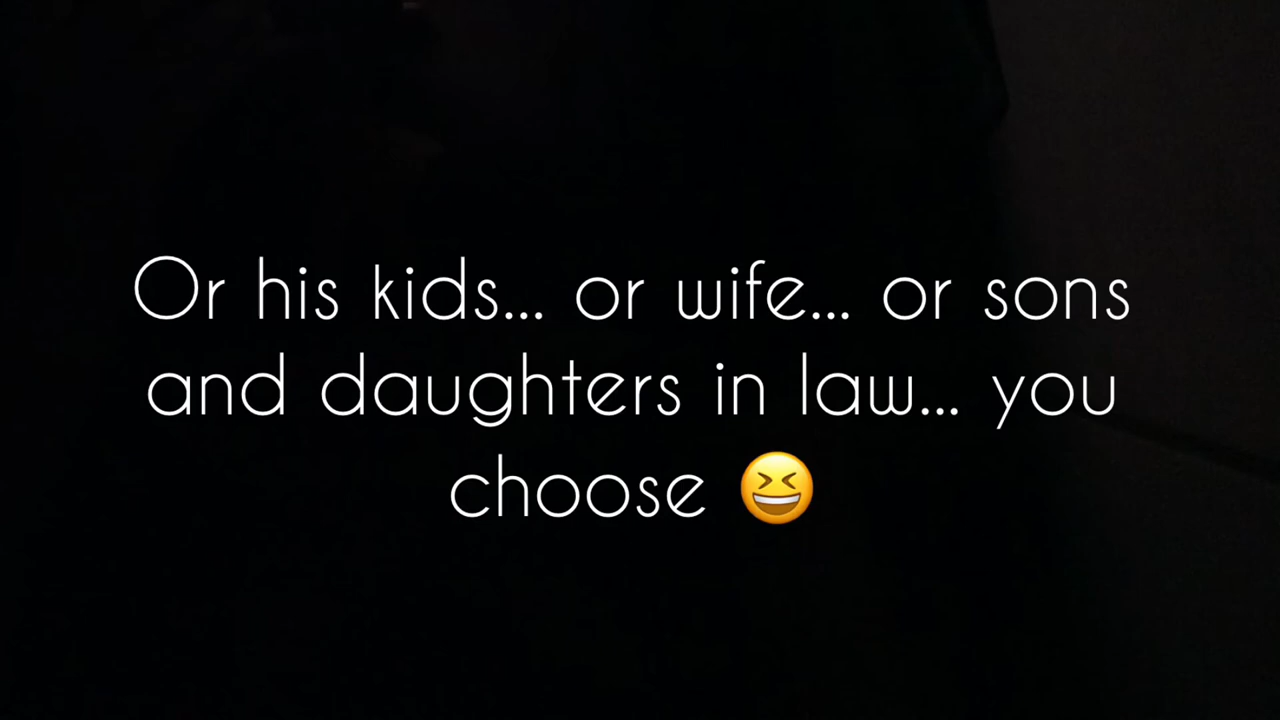 Or his kids... or wife... or sons
and daughters in law... you
choose 😆